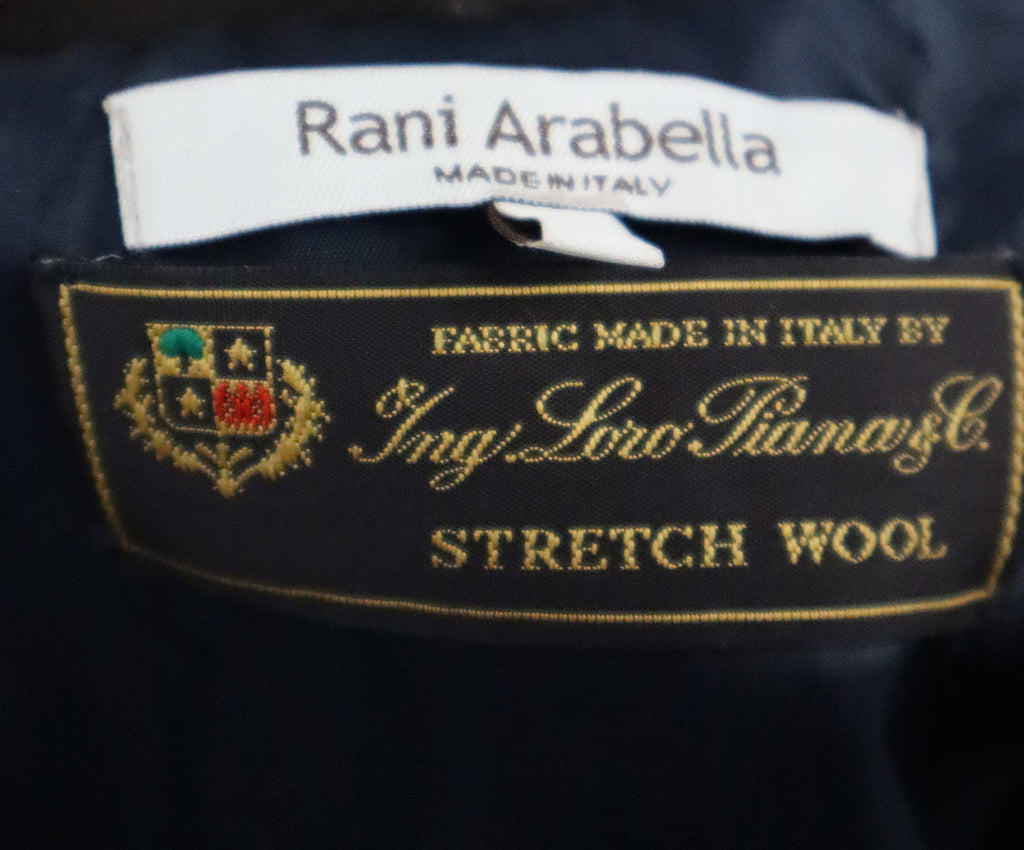 Rani Arabella
MADE IN ITALY
FABRIC MADE IN ITALY BY
Ing. Loro Piana & C.
STRETCH WOOL